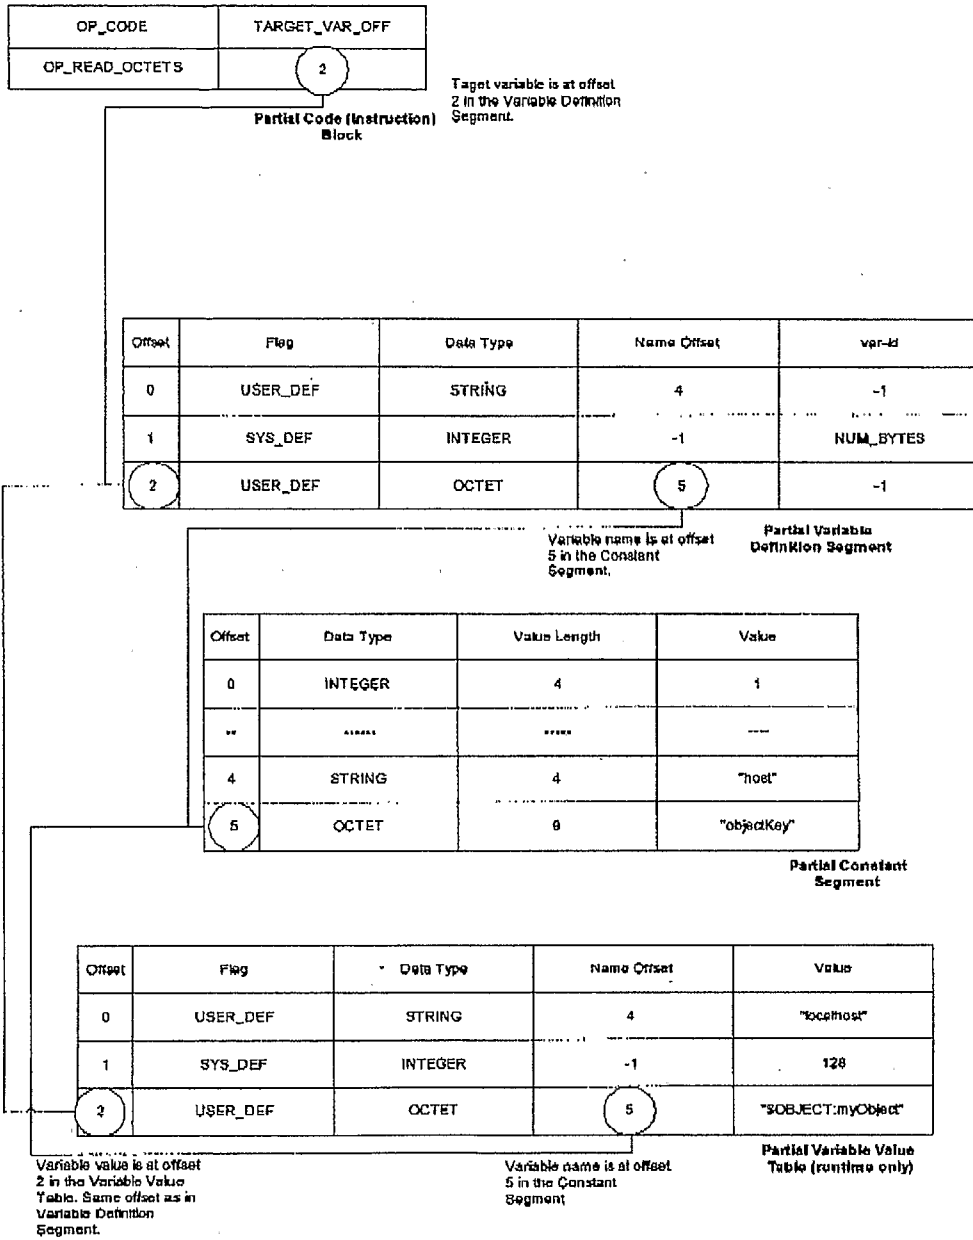 OP_CODE TARGET_VAR_OFF
OP_READ_OCTETS 2
Taget variable is at offset
2 in the Variable Definition
Segment.
Partial Code (Instruction)
Block
Offset Flag Data Type Name Offset var-id
0 USER_DEF STRING 4 -1
1 SYS_DEF INTEGER -1 NUM_BYTES
2 USER_DEF OCTET 5 -1
Variable name is at offset
5 in the Constant
Segment.
Partial Variable
Definition Segment
Offset Data Type Value Length Value
0 INTEGER 4 1
-- ------ ----- ----
4 STRING 4 "host"
5 OCTET 9 "objectKey"
Partial Constant
Segment
Offset Flag Data Type Name Offset Value
0 USER_DEF STRING 4 "localhost"
1 SYS_DEF INTEGER -1 128
2 USER_DEF OCTET 5 "$OBJECT:myObject"
Partial Variable Value
Table (runtime only)
Variable value is at offset
2 in the Variable Value
Table. Same offset as in
Variable Definition
Segment.
Variable name is at offset
5 in the Constant
Segment